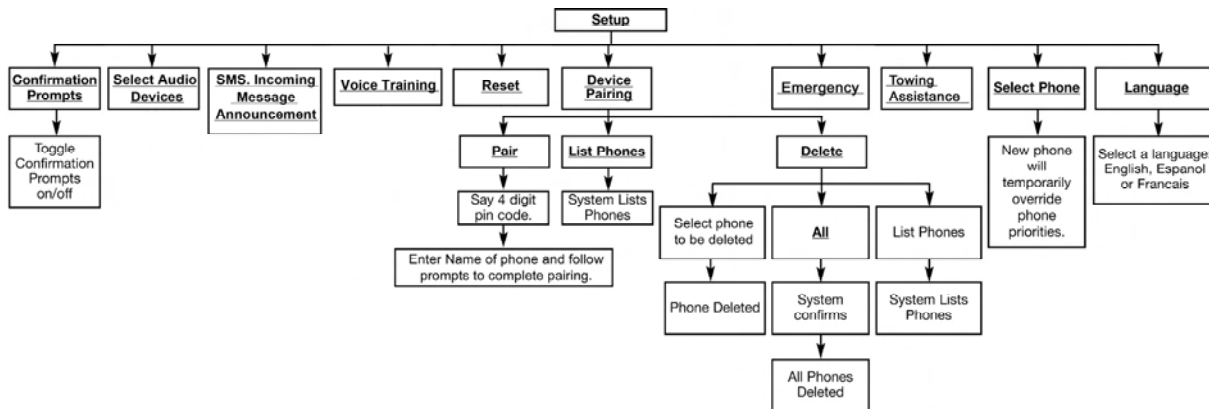 Setup
Confirmation
Prompts
Select Audio
Devices
SMS. Incoming
Message
Announcement
Voice Training
Reset
Device
Pairing
Emergency
Towing
Assistance
Select Phone
Language
Toggle
Confirmation
Prompts
on/off
Pair
List Phones
Delete
New phone
will
temporarily
override
phone
priorities.
Select a language:
English, Espanol
or Francais
Say 4 digit
pin code.
System Lists
Phones
Select phone
to be deleted
All
List Phones
Enter Name of phone and follow
prompts to complete pairing.
Phone Deleted
System
confirms
System Lists
Phones
All Phones
Deleted